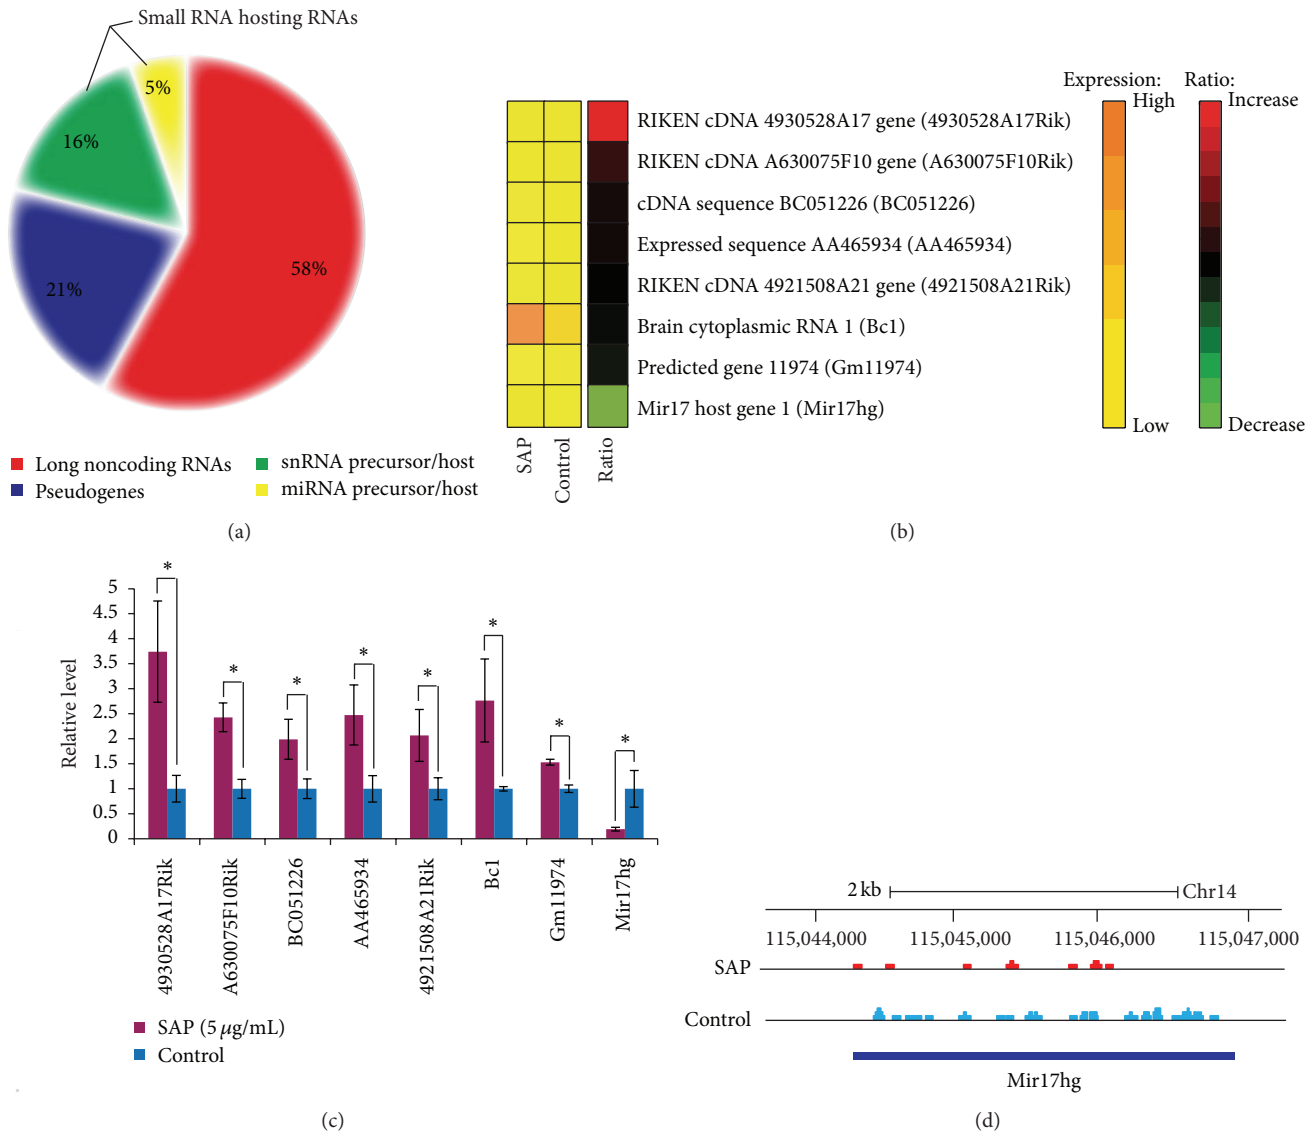 Small RNA hosting RNAs
5%
16%
21%
58%
Long noncoding RNAs
Pseudogenes
snRNA precursor/host
miRNA precursor/host
(a)
Expression:
High
Low
Ratio:
Increase
Decrease
RIKEN cDNA 4930528A17 gene (4930528A17Rik)
RIKEN cDNA A630075F10 gene (A630075F10Rik)
cDNA sequence BC051226 (BC051226)
Expressed sequence AA465934 (AA465934)
RIKEN cDNA 4921508A21 gene (4921508A21Rik)
Brain cytoplasmic RNA 1 (Bc1)
Predicted gene 11974 (Gm11974)
Mir17 host gene 1 (Mir17hg)
SAP
Control
Ratio
(b)
Relative level
5
4.5
4
3.5
3
2.5
2
1.5
1
0.5
0
*
*
*
*
*
*
*
*
4930528A17Rik
A630075F10Rik
BC051226
AA465934
4921508A21Rik
Bc1
Gm11974
Mir17hg
SAP (5 μg/mL)
Control
(c)
2 kb
Chr14
115,044,000
115,045,000
115,046,000
115,047,000
SAP
Control
Mir17hg
(d)